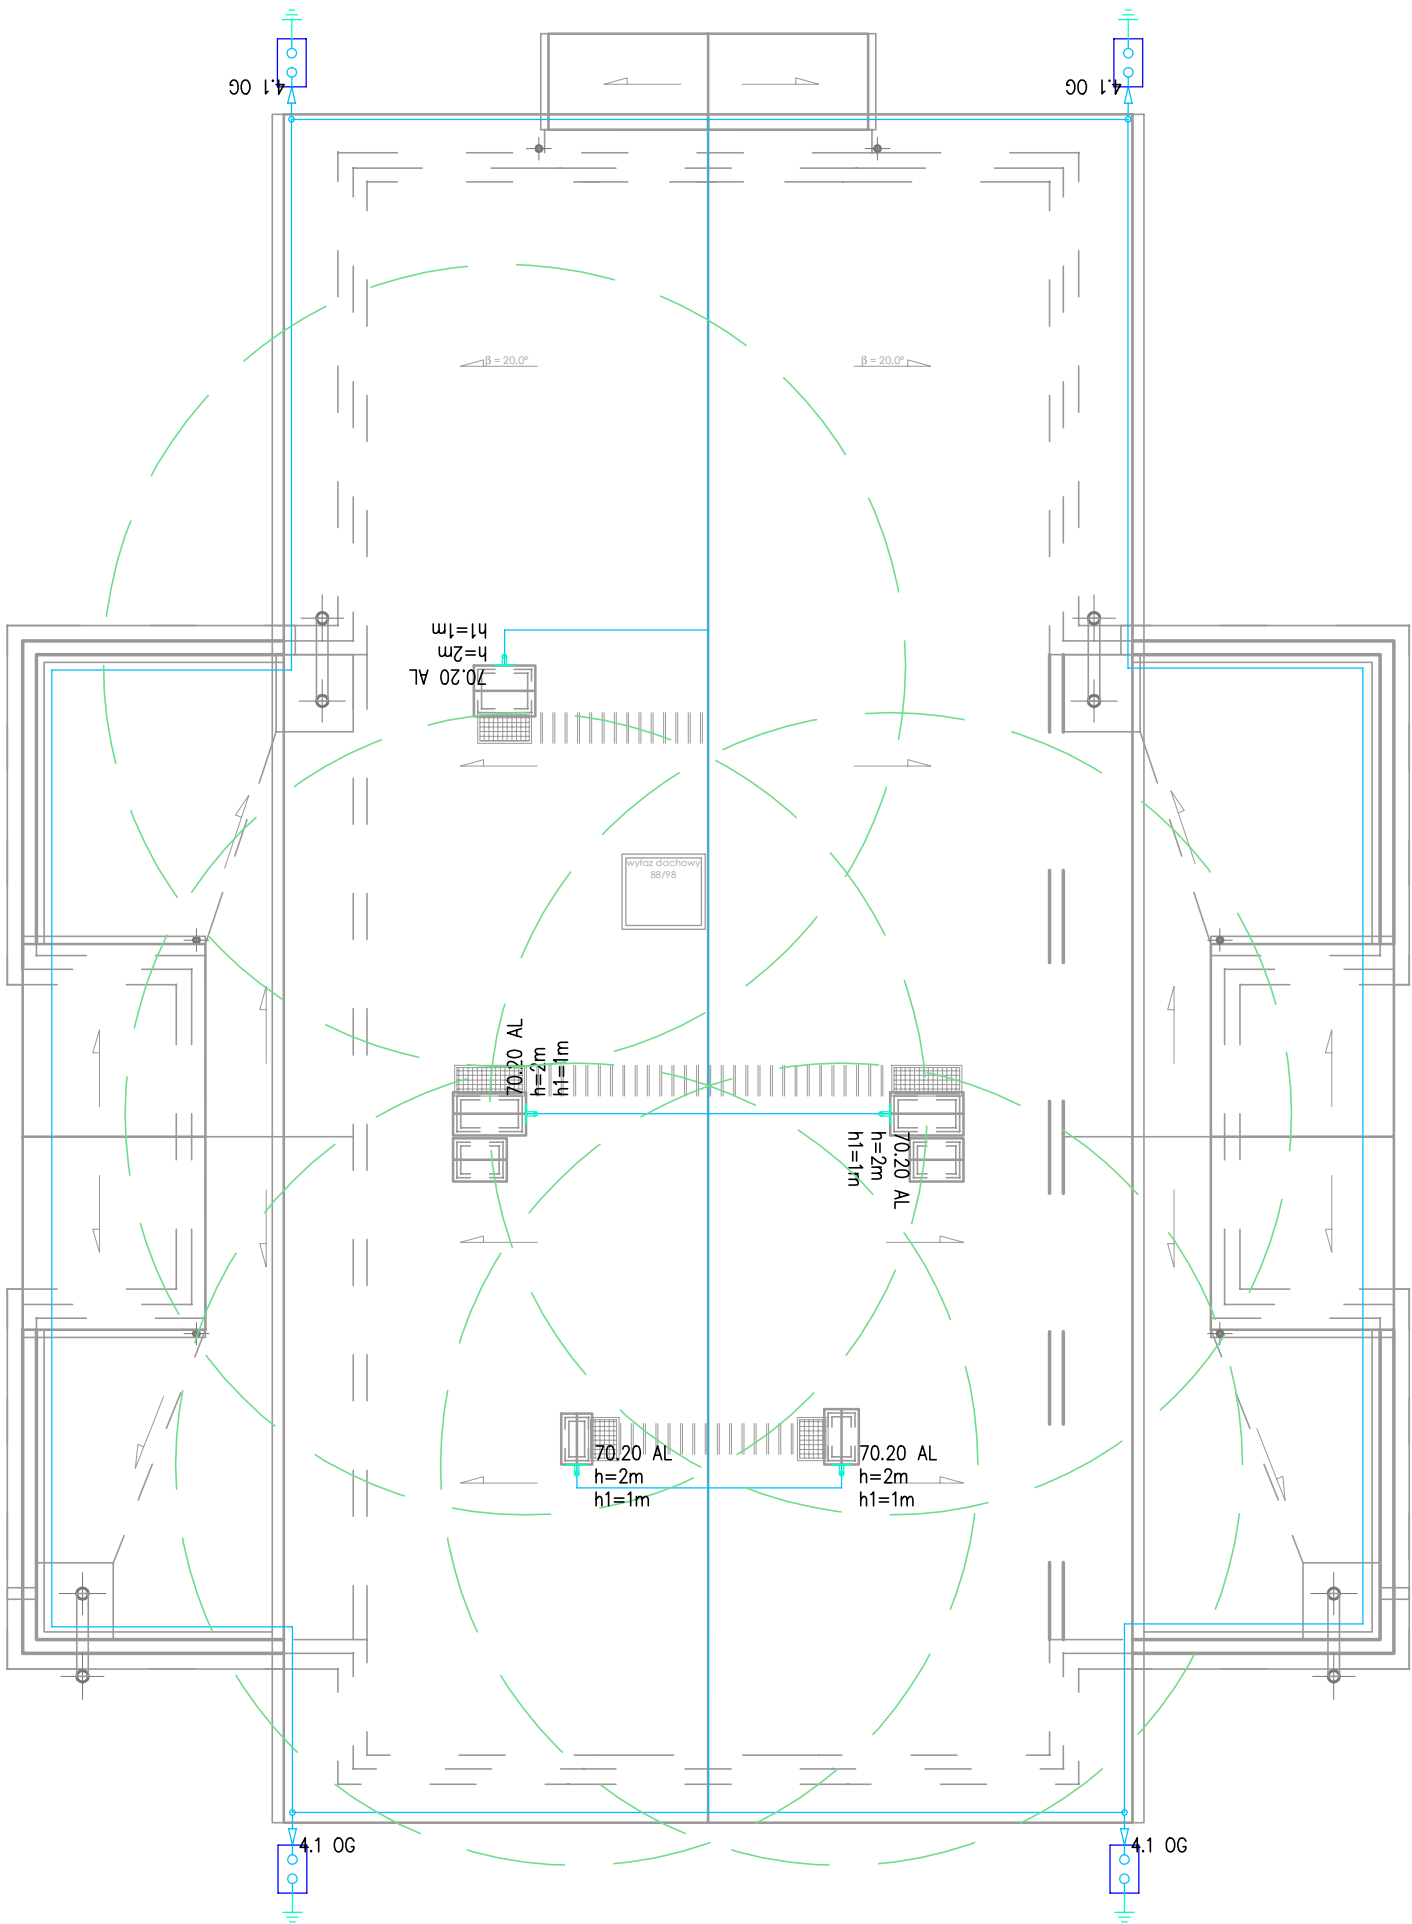 4.1 OG
4.1 OG
β = 20.0°
β = 20.0°
70.20 AL
h=2m
h1=1m
wyłaz dachowy
88/98
70.20 AL
h=2m
h1=1m
70.20 AL
h=2m
h1=1m
70.20 AL
h=2m
h1=1m
70.20 AL
h=2m
h1=1m
4.1 OG
4.1 OG